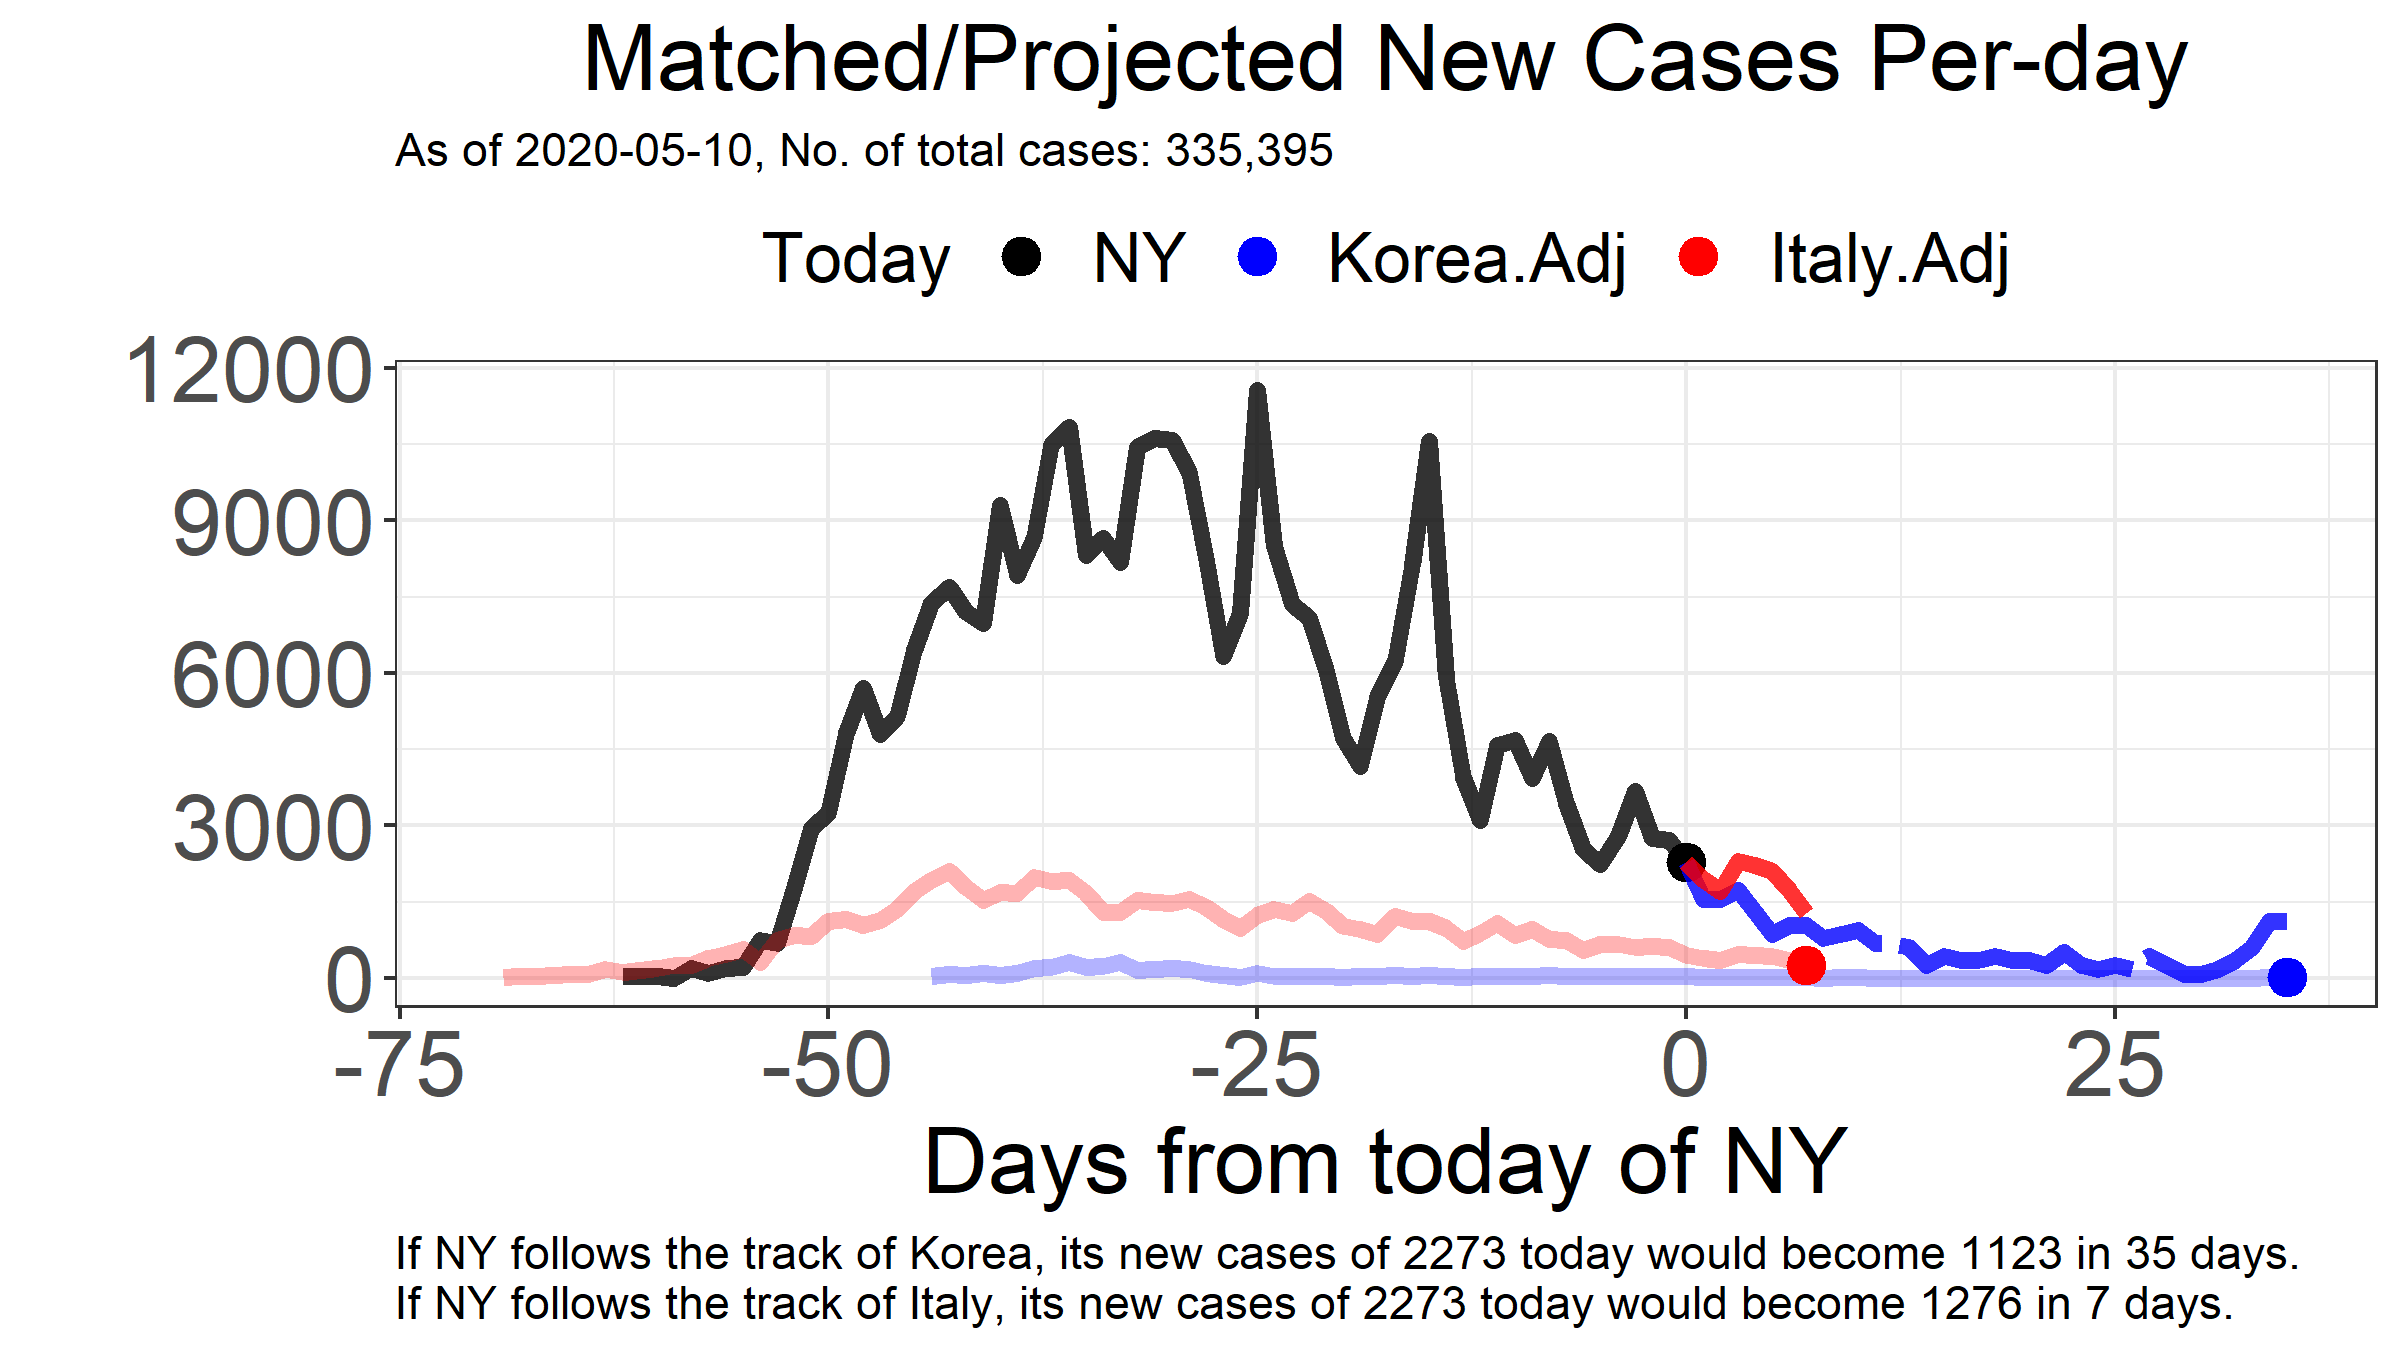 Matched/Projected New Cases Per-day
As of 2020-05-10, No. of total cases: 335,395
Today NY Korea.Adj Italy.Adj
12000
9000
6000
3000
0
-75 -50 -25 0 25
Days from today of NY
If NY follows the track of Korea, its new cases of 2273 today would become 1123 in 35 days.
If NY follows the track of Italy, its new cases of 2273 today would become 1276 in 7 days.